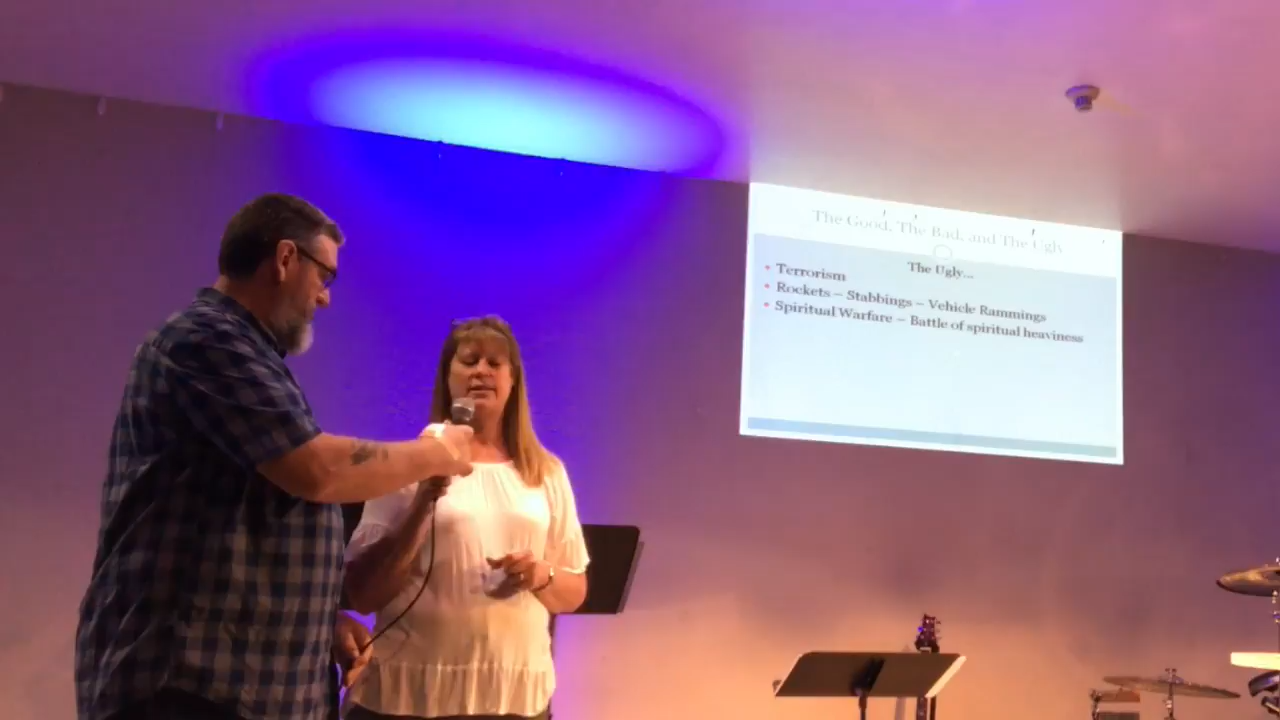 The Good, The Bad, and The Ugly
The Ugly...
• Terrorism
• Rockets – Stabbings – Vehicle Rammings
• Spiritual Warfare – Battle of spiritual heaviness